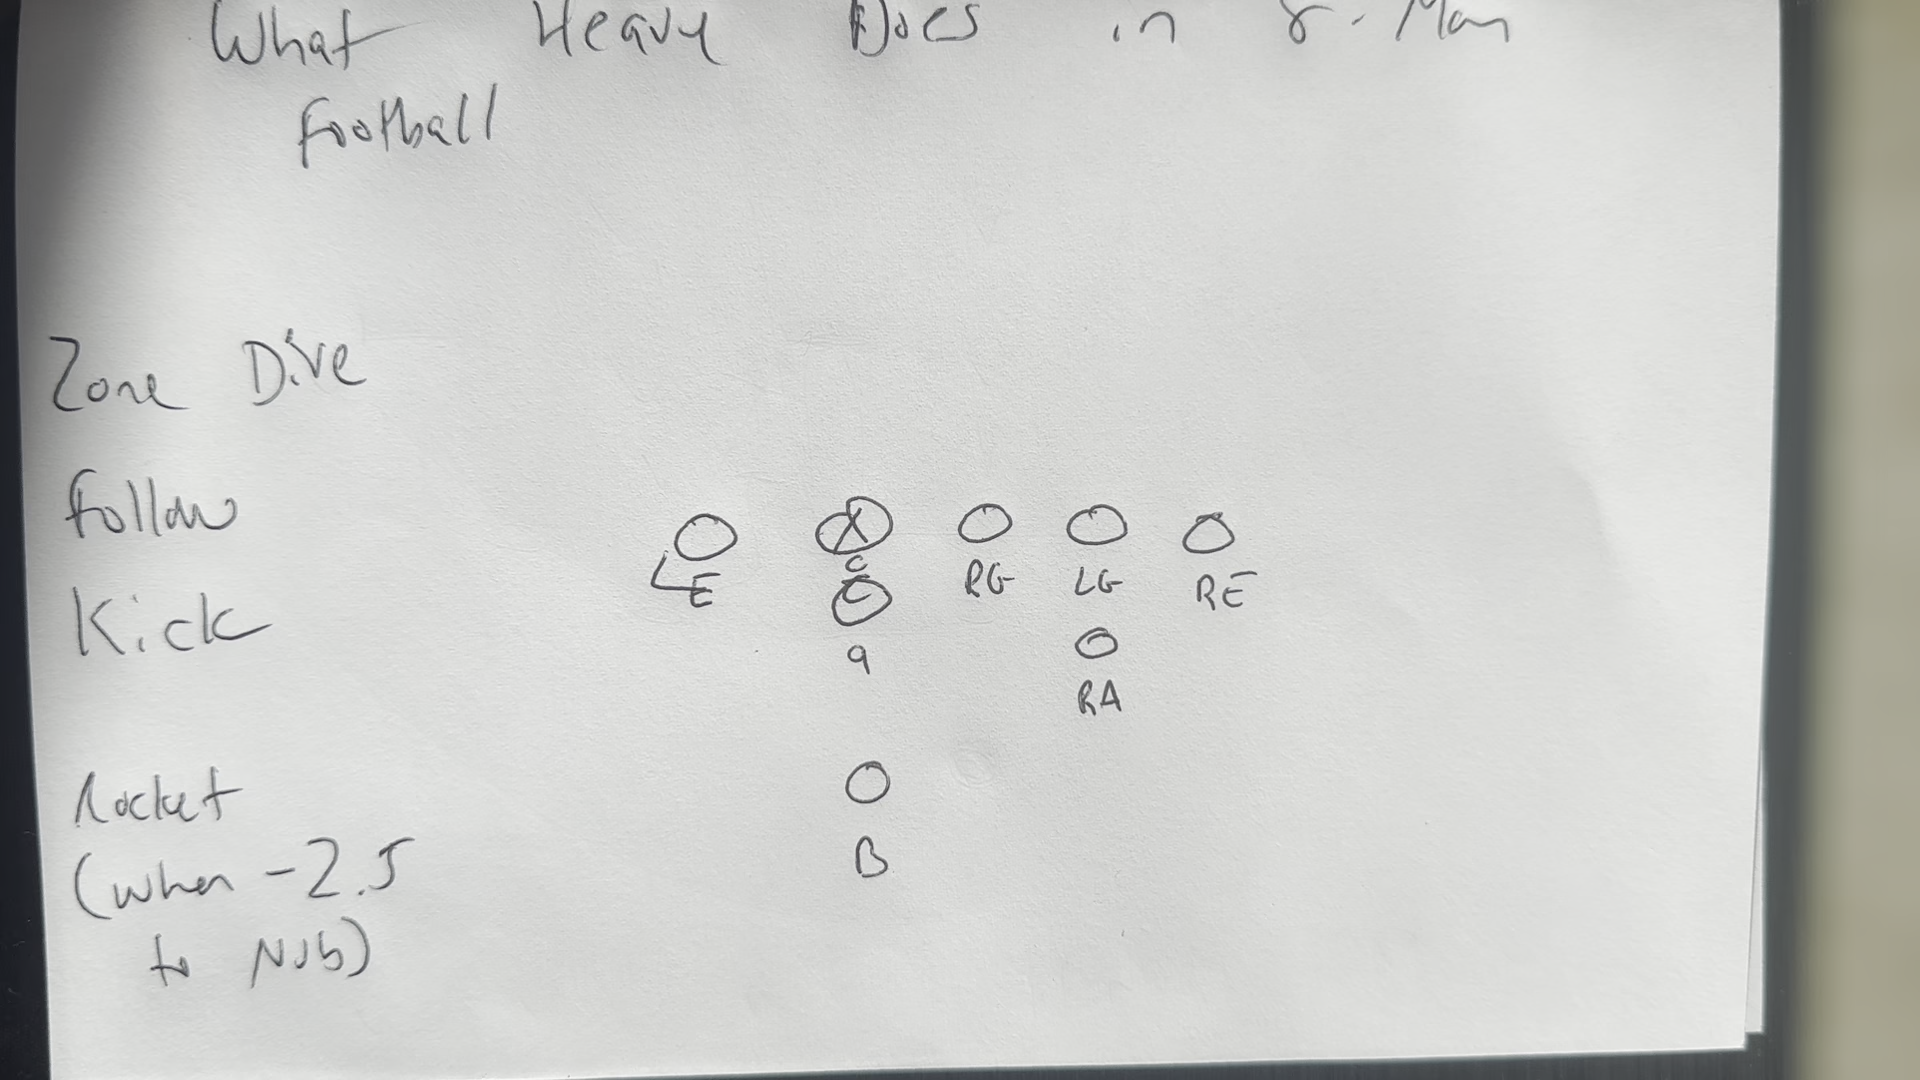 What Heavy Does in 8-Man
Football
Zone Dive
Follow
Kick
LE C RG LG RE
Q
RA
Rocket
B
(when -2.5
to Nub)